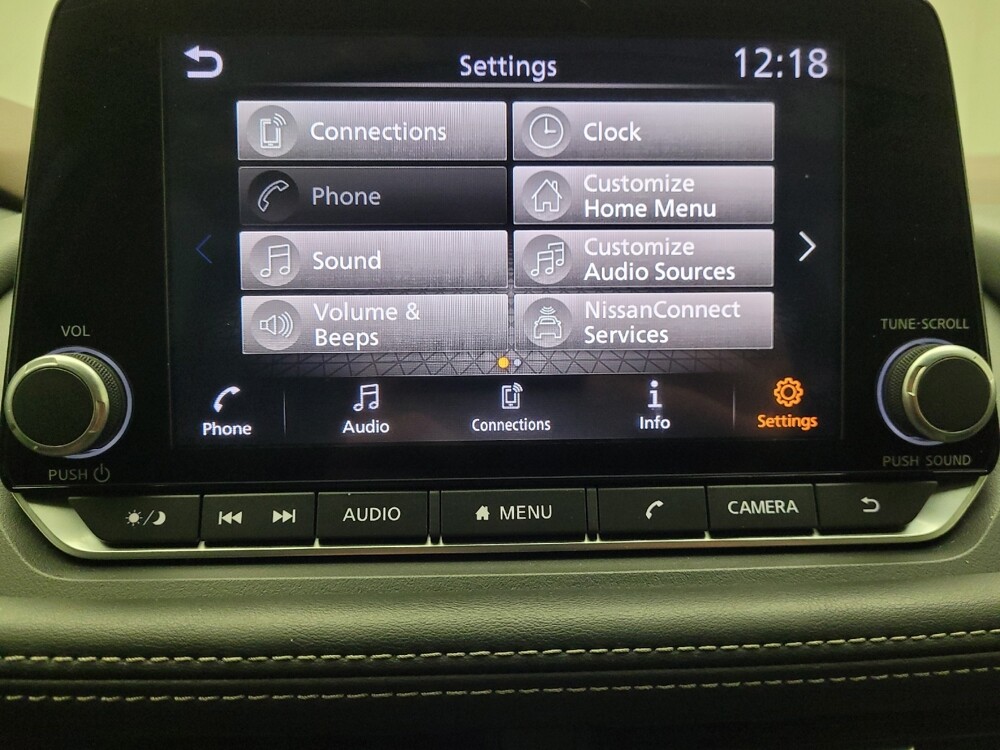 Settings
12:18
Connections
Clock
Phone
Customize
Home Menu
Sound
Customize
Audio Sources
Volume &
Beeps
NissanConnect
Services
VOL
TUNE·SCROLL
Phone
Audio
Connections
Info
Settings
PUSH
PUSH SOUND
AUDIO
MENU
CAMERA